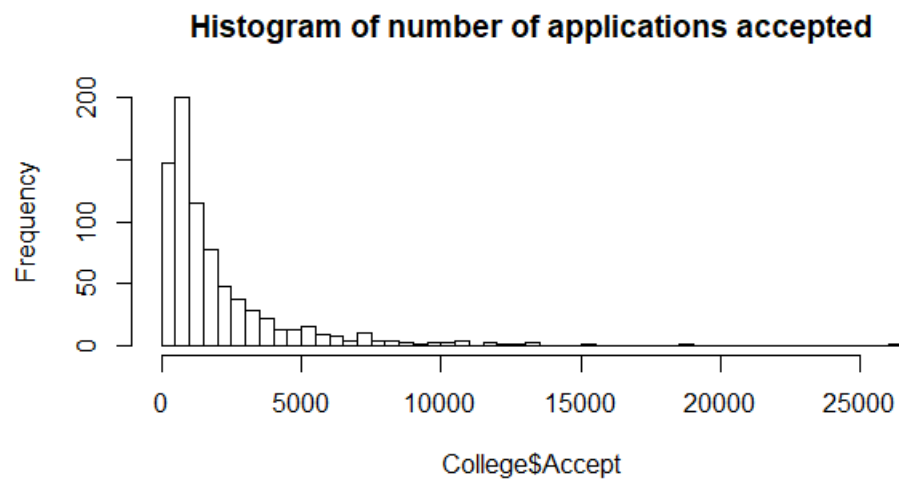 Histogram of number of applications accepted
Frequency
200
100
50
0
0 5000 10000 15000 20000 25000
College$Accept